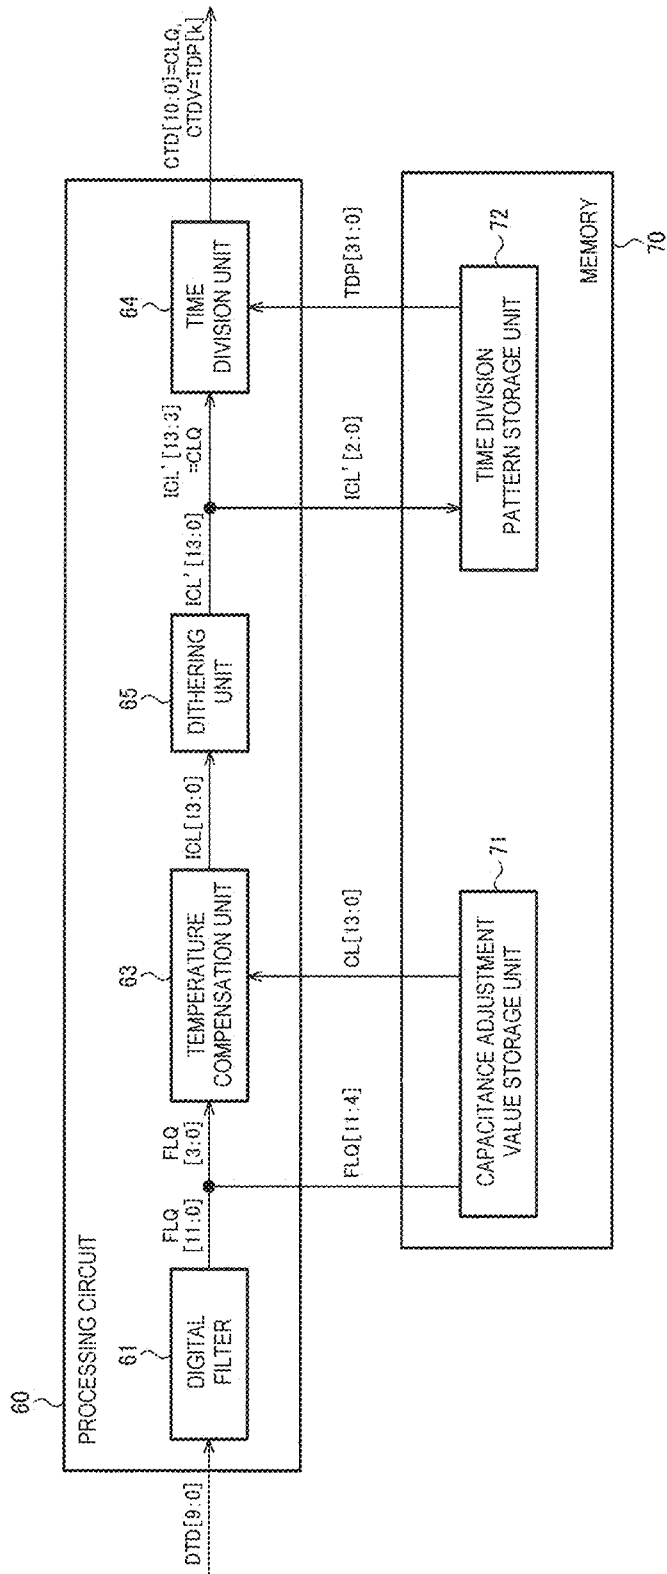 60
PROCESSING CIRCUIT
DTD[9:0]
61
DIGITAL
FILTER
FLQ
[11:0]
FLQ
[3:0]
63
TEMPERATURE
COMPENSATION UNIT
ICL[13:0]
65
DITHERING
UNIT
ICL'[13:0]
ICL'[13:3]
=CLQ
64
TIME
DIVISION UNIT
CTD[10:0]=CLQ,
CTDV=TDP[k]
FLQ[11:4]
CL[13:0]
ICL'[2:0]
TDP[31:0]
71
CAPACITANCE ADJUSTMENT
VALUE STORAGE UNIT
72
TIME DIVISION
PATTERN STORAGE UNIT
MEMORY
70